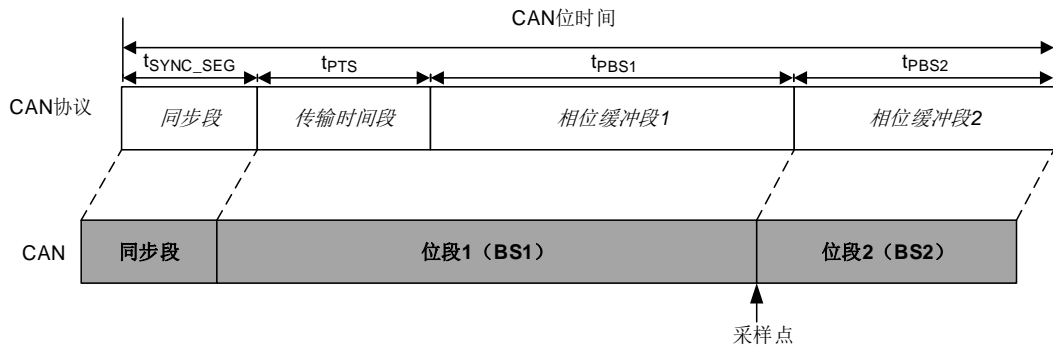 CAN位时间
tSYNC_SEG tPTS tPBS1 tPBS2
CAN协议 同步段 传输时间段 相位缓冲段1 相位缓冲段2
CAN 同步段 位段1（BS1） 位段2（BS2）
采样点